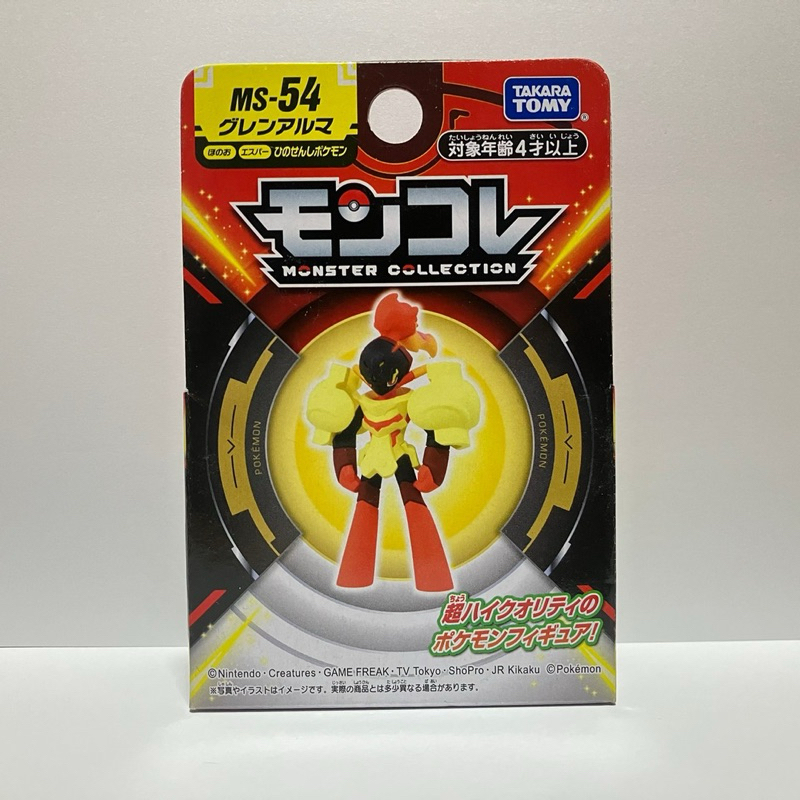 MS-54
グレンアルマ
ほのお エスパー ひのせんしポケモン
TAKARA
TOMY
®
たいしょうねんれい さい い じょう
対象年齢4才以上
モンコレ
MONSTER COLLECTION
POKÉMON
POKÉMON
ちょう
超ハイクオリティの
ポケモンフィギュア!
©Nintendo・Creatures・GAME FREAK・TV Tokyo・ShoPro・JR Kikaku ©Pokémon
※写真やイラストはイメージです。実際の商品とは多少異なる場合があります。